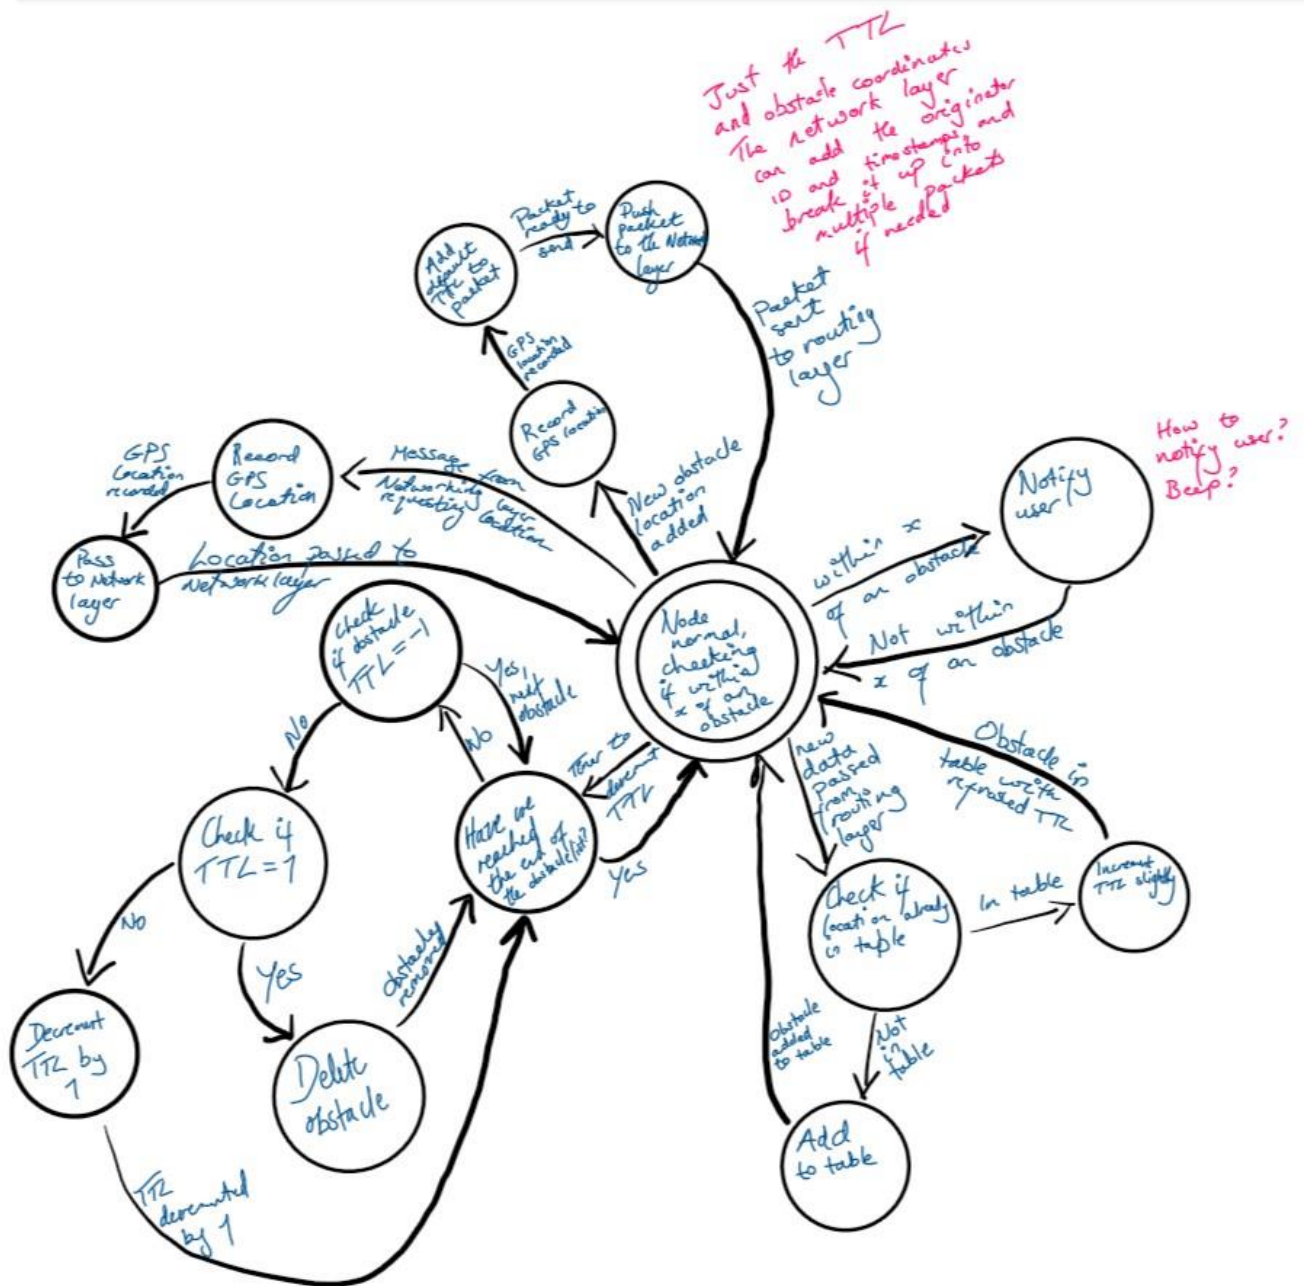 Just the TTL
and obstacle coordinates
The network layer
can add the originator
ID and timestamps, and
break it up into
multiple packets
if needed
Packet
ready to
send
Push
packet
to the Network
layer
Add
default
TTL to
packet
GPS
location
recorded
Packet
sent
to routing
layer
Record
GPS location
New obstacle
location
added
GPS
Location
recorded
Record
GPS
Location
Message from
Networking layer
requesting location
Pass
to Network
layer
Location passed to
Network layer
How to
notify user?
Beep?
Notify
user
within x
of an obstacle
Not within
x of an obstacle
Node
normal,
checking
if within
x of an
obstacle
Check
if obstacle
TTL = -1
Yes,
next
obstacle
No
No
Timer to
decrement
TTL
Have we
reached
the end of
the obstacle list?
Yes
Check if
TTL = 1
No
Yes
Obstacle
removed
Decrement
TTL by
1
Delete
obstacle
TTL
decremented
by 1
new
data
passed
from
routing
layer
Obstacle in
table with
TTL
Check if
location already
in table
In table
Increment
TTL slightly
Obstacle
added
to table
Not
in
table
Add
to table